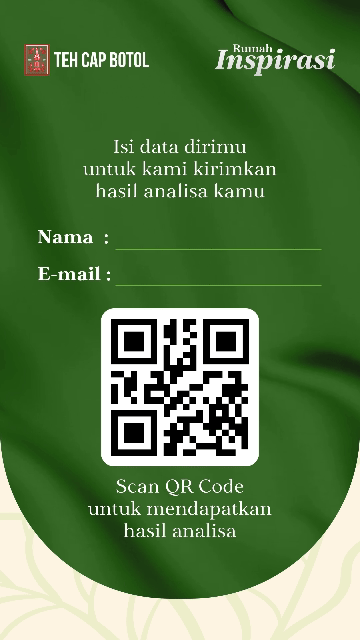 TEH CAP BOTOL
Rumah
Inspirasi
Isi data dirimu
untuk kami kirimkan
hasil analisa kamu
Nama :
E-mail :
Scan QR Code
untuk mendapatkan
hasil analisa